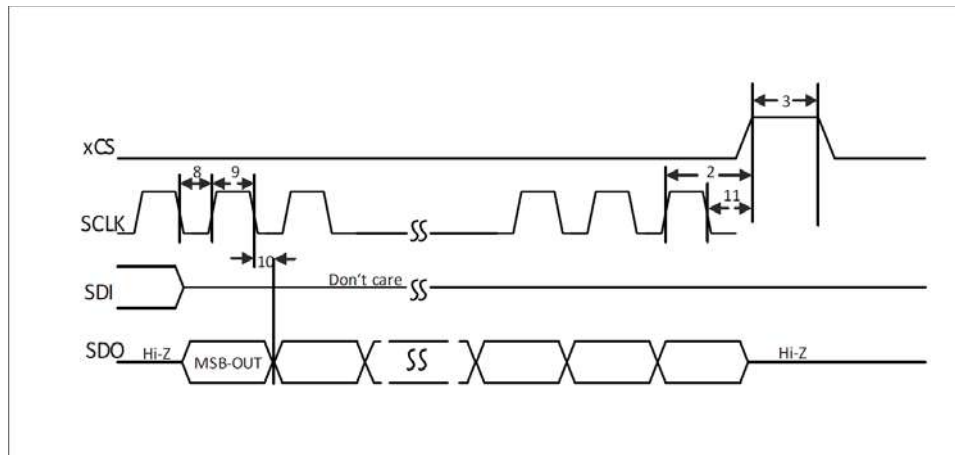 3
xCS
8
9
2
11
SCLK
10
Don't care
SDI
SDO
Hi-Z
MSB-OUT
Hi-Z